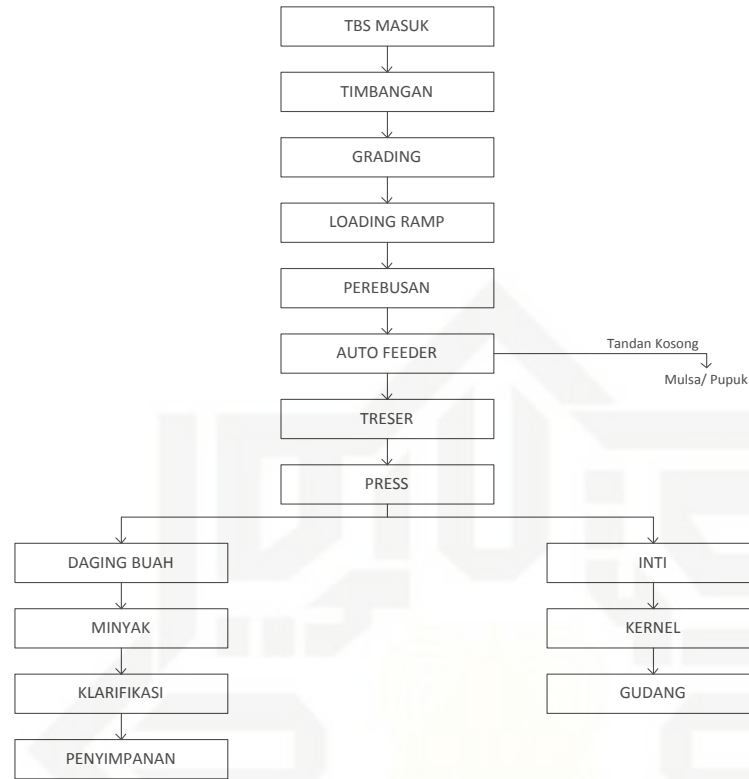 TBS MASUK
TIMBANGAN
GRADING
LOADING RAMP
PEREBUSAN
AUTO FEEDER
Tandan Kosong
Mulsa/ Pupuk
TRESER
PRESS
DAGING BUAH
INTI
MINYAK
KERNEL
KLARIFIKASI
GUDANG
PENYIMPANAN